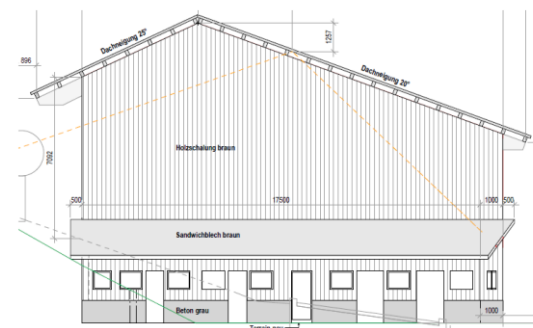 Dachneigung 25°
1257
Dachneigung 20°
896
Holzschalung braun
7092
500
17500
1000
500
Sandwichblech braun
Beton grau
1000